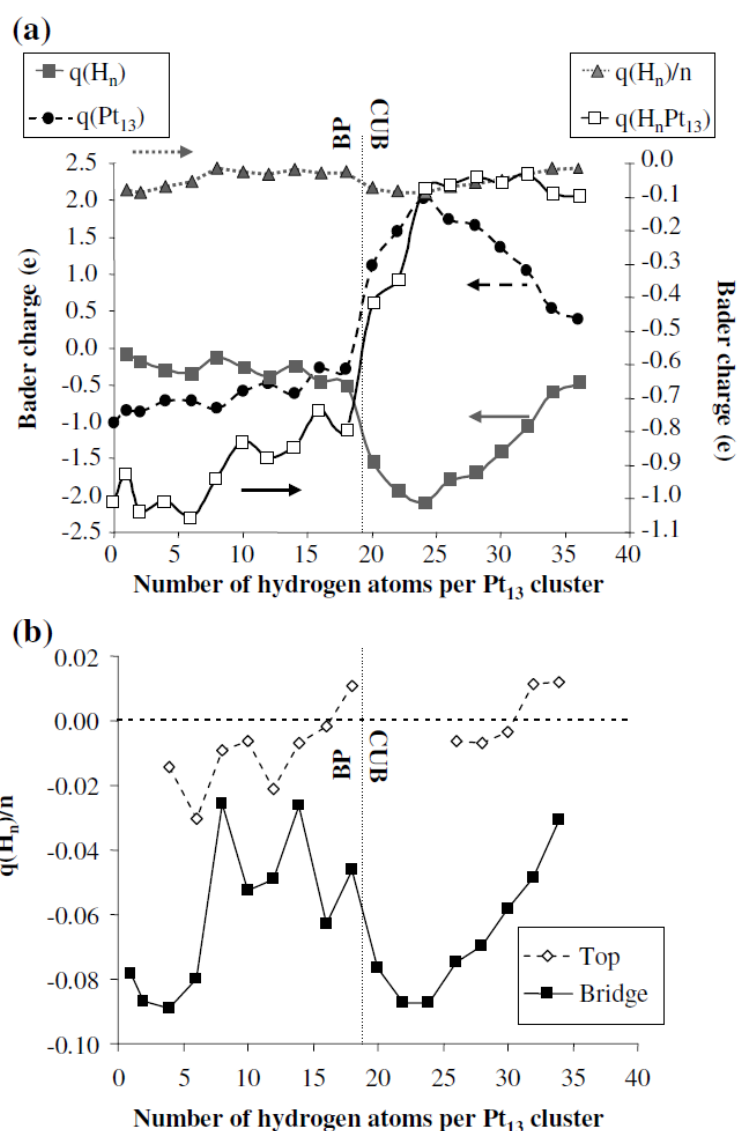 (a)
q(Hn)
q(Pt13)
q(Hn)/n
q(HnPt13)
BP
CUB
2.5
2.0
1.5
1.0
0.5
0.0
-0.5
-1.0
-1.5
-2.0
-2.5
Bader charge (e)
0.0
-0.1
-0.2
-0.3
-0.4
-0.5
-0.6
-0.7
-0.8
-0.9
-1.0
-1.1
Bader charge (e)
0 5 10 15 20 25 30 35 40
Number of hydrogen atoms per Pt13 cluster
(b)
0.02
0.00
-0.02
-0.04
-0.06
-0.08
-0.10
q(Hn)/n
BP
CUB
Top
Bridge
0 5 10 15 20 25 30 35 40
Number of hydrogen atoms per Pt13 cluster